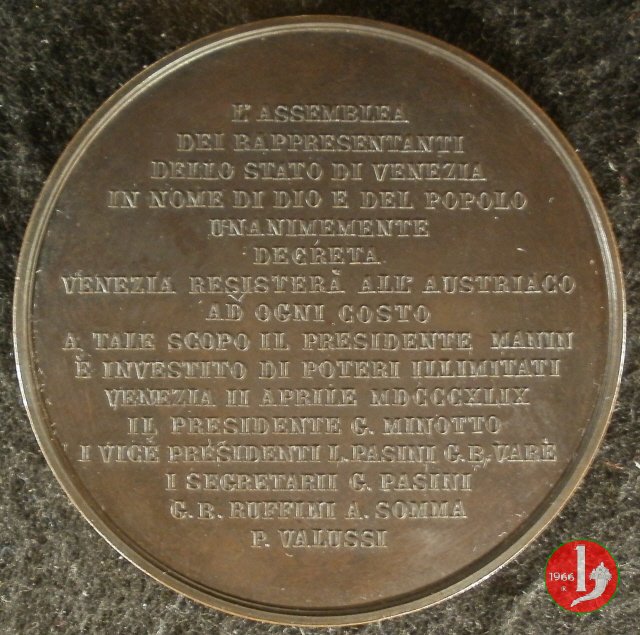 L'ASSEMBLEA
DEI RAPPRESENTANTI
DELLO STATO DI VENEZIA
IN NOME DI DIO E DEL POPOLO
UNANIMEMENTE
DECRETA
VENEZIA RESISTERÀ ALL' AUSTRIACO
AD OGNI COSTO
A TALE SCOPO IL PRESIDENTE MANIN
È INVESTITO DI POTERI ILLIMITATI
VENEZIA II APRILE MDCCCXLIX
IL PRESIDENTE G. MINOTTO
I VICE PRESIDENTI L. PASINI G.B. VARÈ
I SEGRETARII G. PASINI
G.B. RUFFINI A. SOMMA
P. VALUSSI
1966